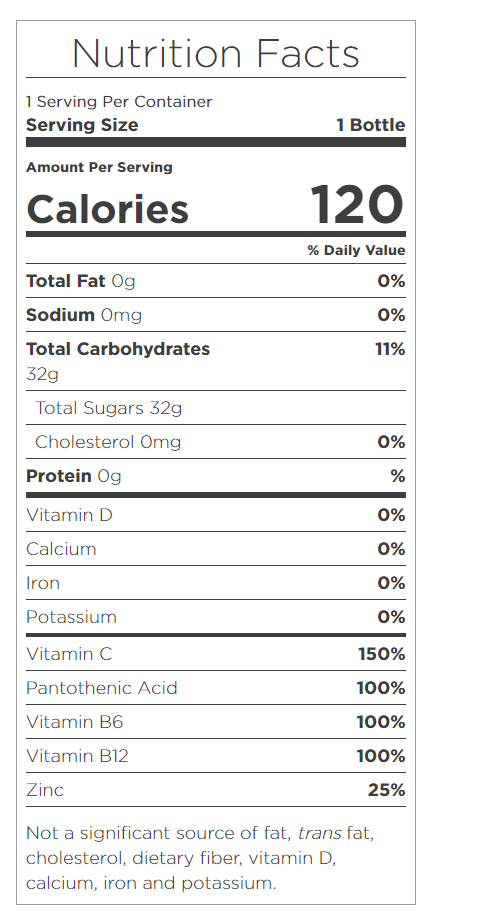 Nutrition Facts
1 Serving Per Container
Serving Size 1 Bottle
Amount Per Serving
Calories 120
% Daily Value
Total Fat 0g 0%
Sodium 0mg 0%
Total Carbohydrates 11%
32g
Total Sugars 32g
Cholesterol 0mg 0%
Protein 0g %
Vitamin D 0%
Calcium 0%
Iron 0%
Potassium 0%
Vitamin C 150%
Pantothenic Acid 100%
Vitamin B6 100%
Vitamin B12 100%
Zinc 25%
Not a significant source of fat, trans fat,
cholesterol, dietary fiber, vitamin D,
calcium, iron and potassium.